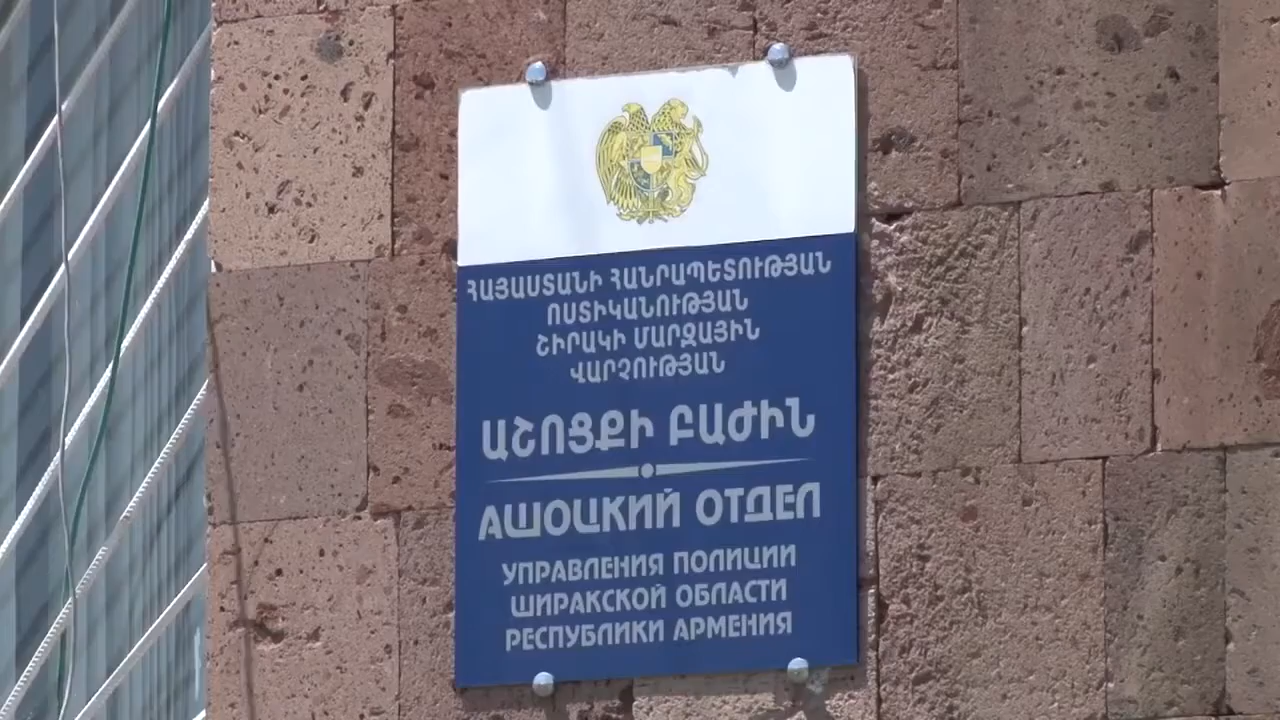 ՀԱՅԱՍՏԱՆԻ ՀԱՆՐԱՊԵՏՈՒԹՅԱՆ
ՈՍՏԻԿԱՆՈՒԹՅԱՆ
ՇԻՐԱԿԻ ՄԱՐԶԱՅԻՆ
ՎԱՐՉՈՒԹՅԱՆ
ԱՇՈՑՔԻ ԲԱԺԻՆ
АШОЦКИЙ ОТДЕЛ
УПРАВЛЕНИЯ ПОЛИЦИИ
ШИРАКСКОЙ ОБЛАСТИ
РЕСПУБЛИКИ АРМЕНИЯ